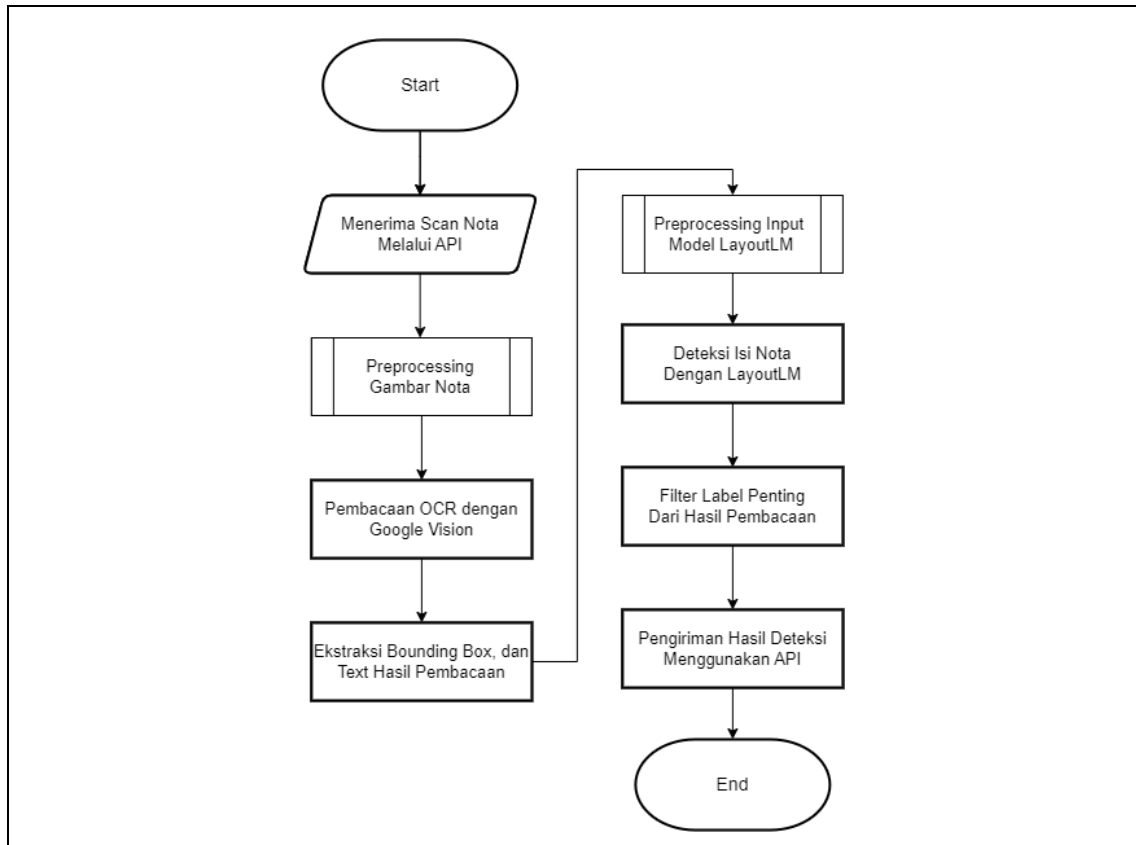 Start
Menerima Scan Nota
Melalui API
Preprocessing
Gambar Nota
Pembacaan OCR dengan
Google Vision
Ekstraksi Bounding Box, dan
Text Hasil Pembacaan
Preprocessing Input
Model LayoutLM
Deteksi Isi Nota
Dengan LayoutLM
Filter Label Penting
Dari Hasil Pembacaan
Pengiriman Hasil Deteksi
Menggunakan API
End